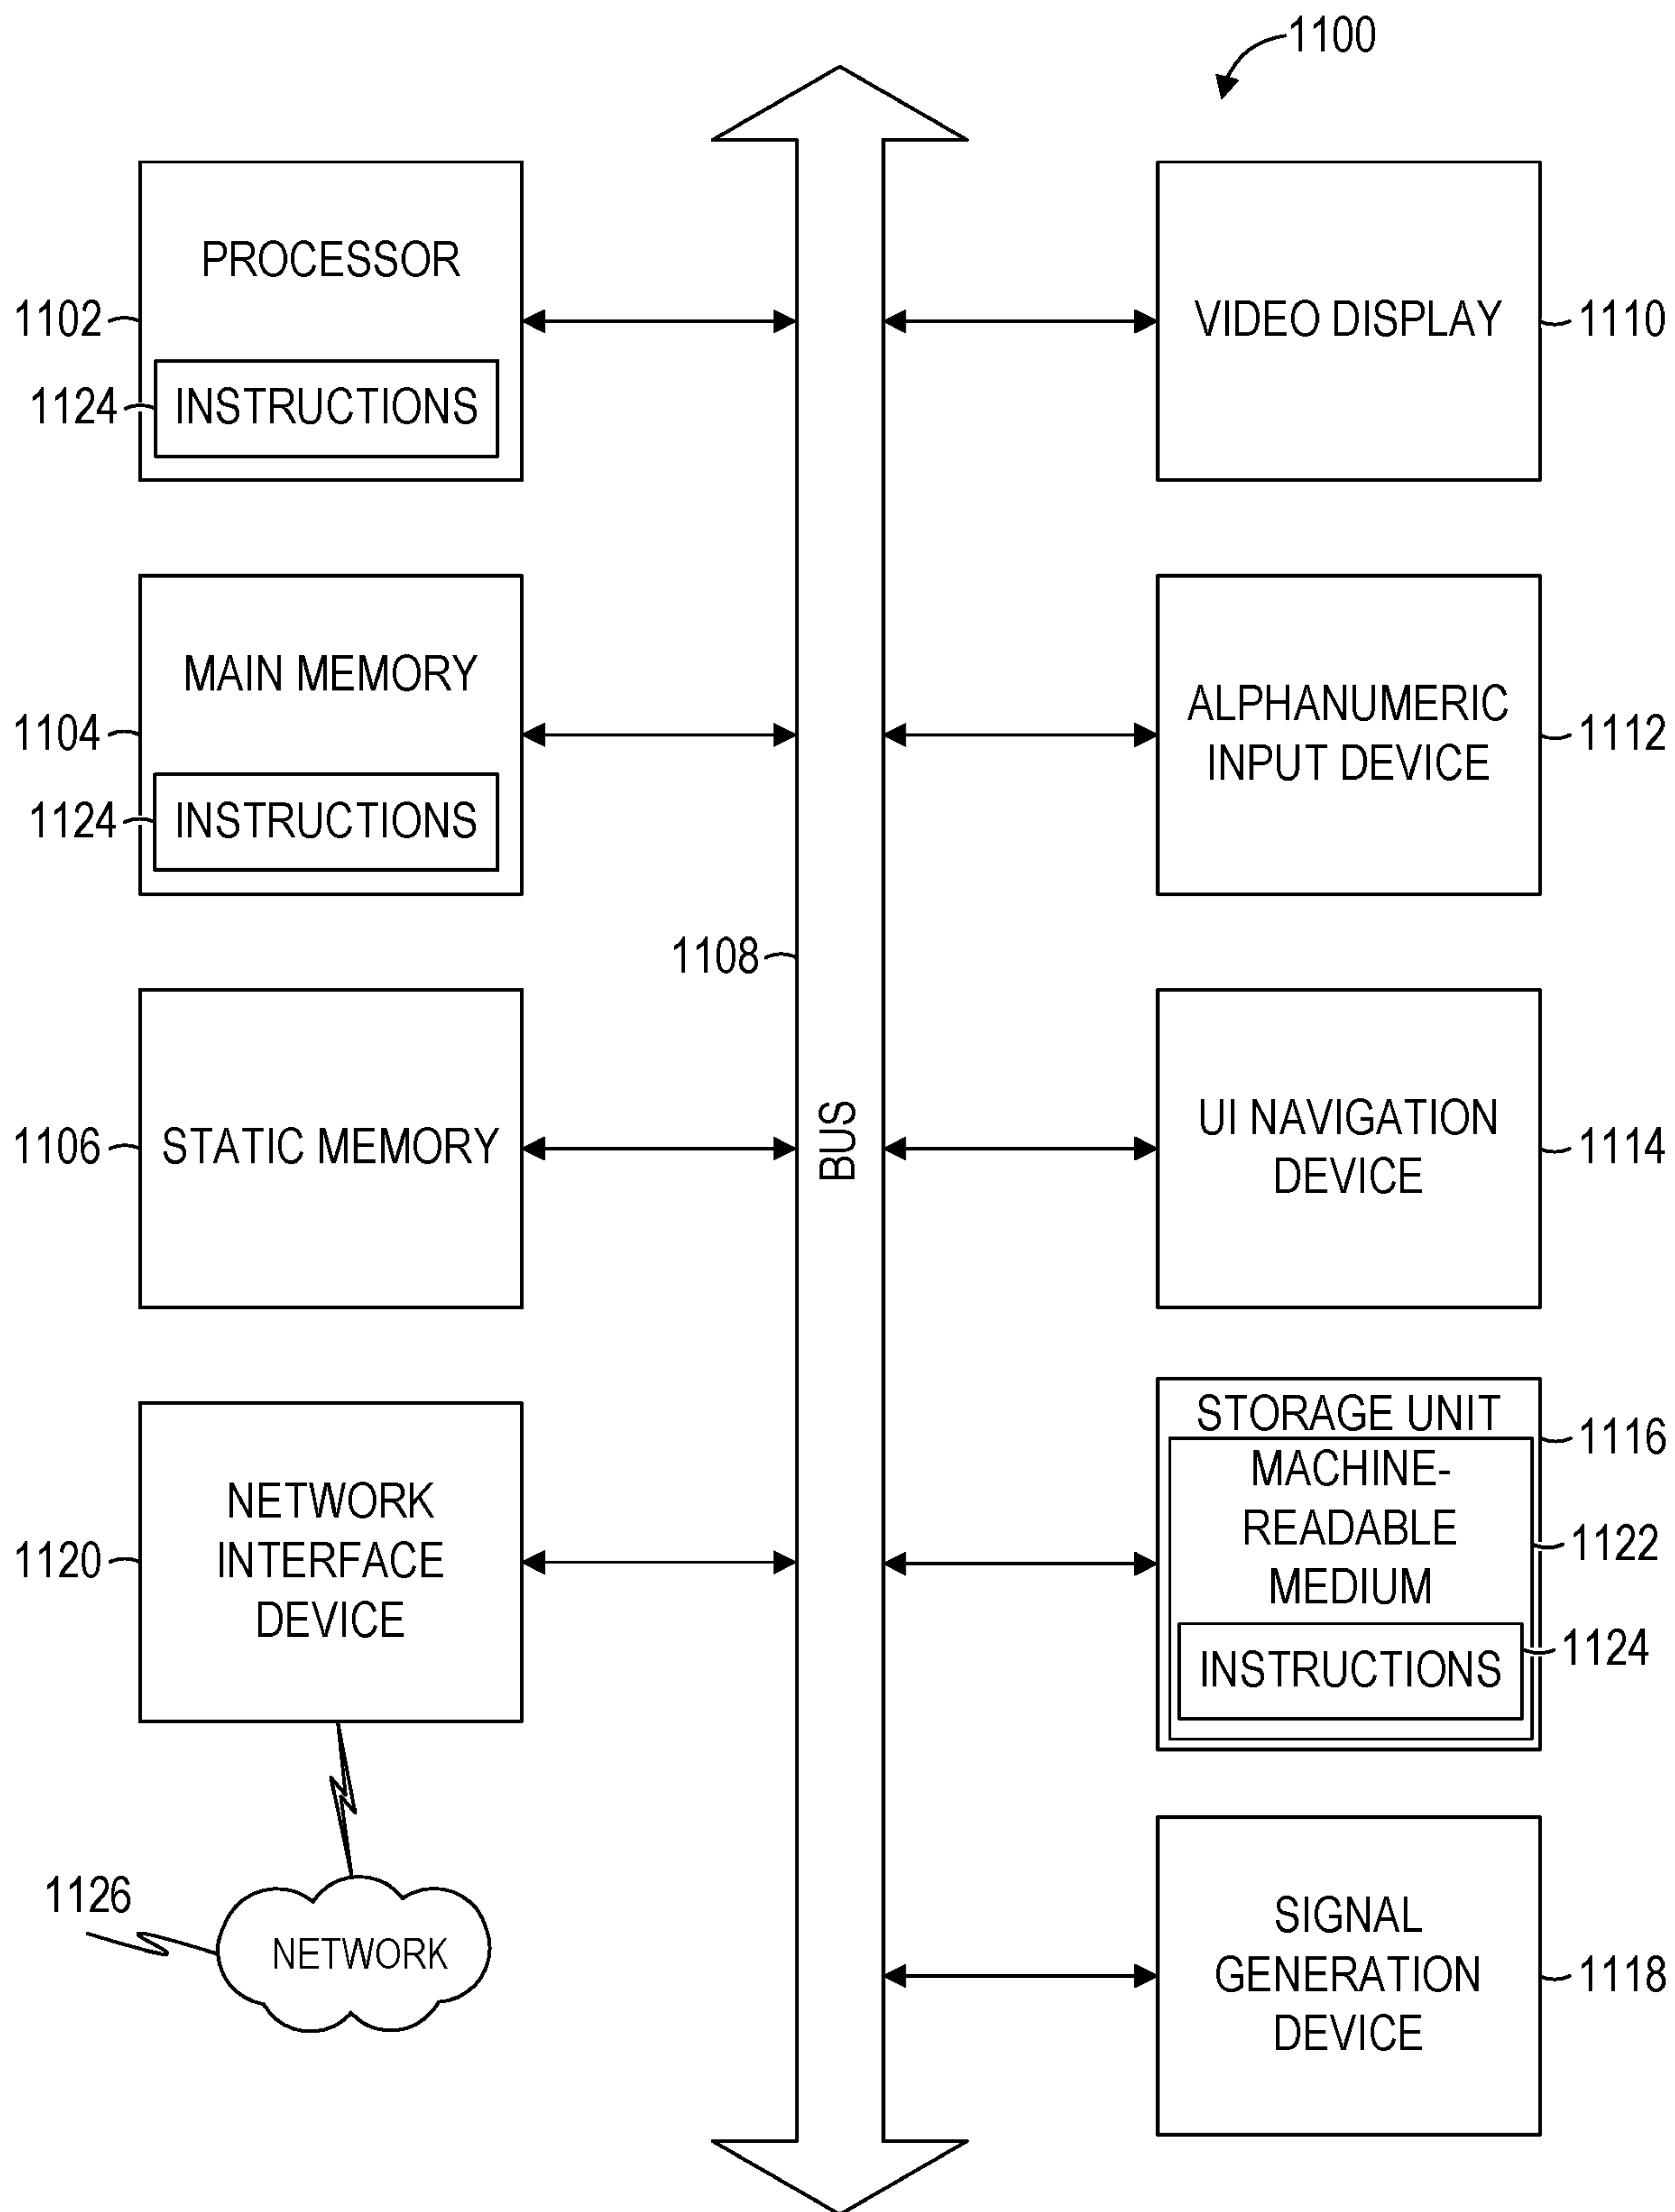 1100
PROCESSOR
1102
1124
INSTRUCTIONS
VIDEO DISPLAY
1110
MAIN MEMORY
1104
1124
INSTRUCTIONS
ALPHANUMERIC
INPUT DEVICE
1112
1108
BUS
1106
STATIC MEMORY
UI NAVIGATION
DEVICE
1114
NETWORK
INTERFACE
DEVICE
1120
STORAGE UNIT
1116
MACHINE-
READABLE
MEDIUM
1122
INSTRUCTIONS
1124
1126
NETWORK
SIGNAL
GENERATION
DEVICE
1118